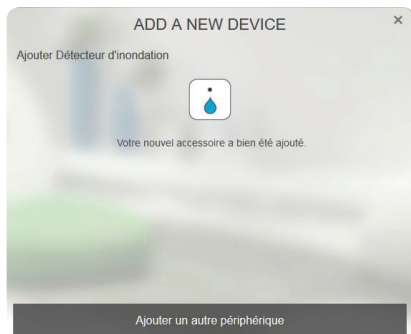 ADD A NEW DEVICE
×
Ajouter Détecteur d'inondation
Votre nouvel accessoire a bien été ajouté.
Ajouter un autre périphérique